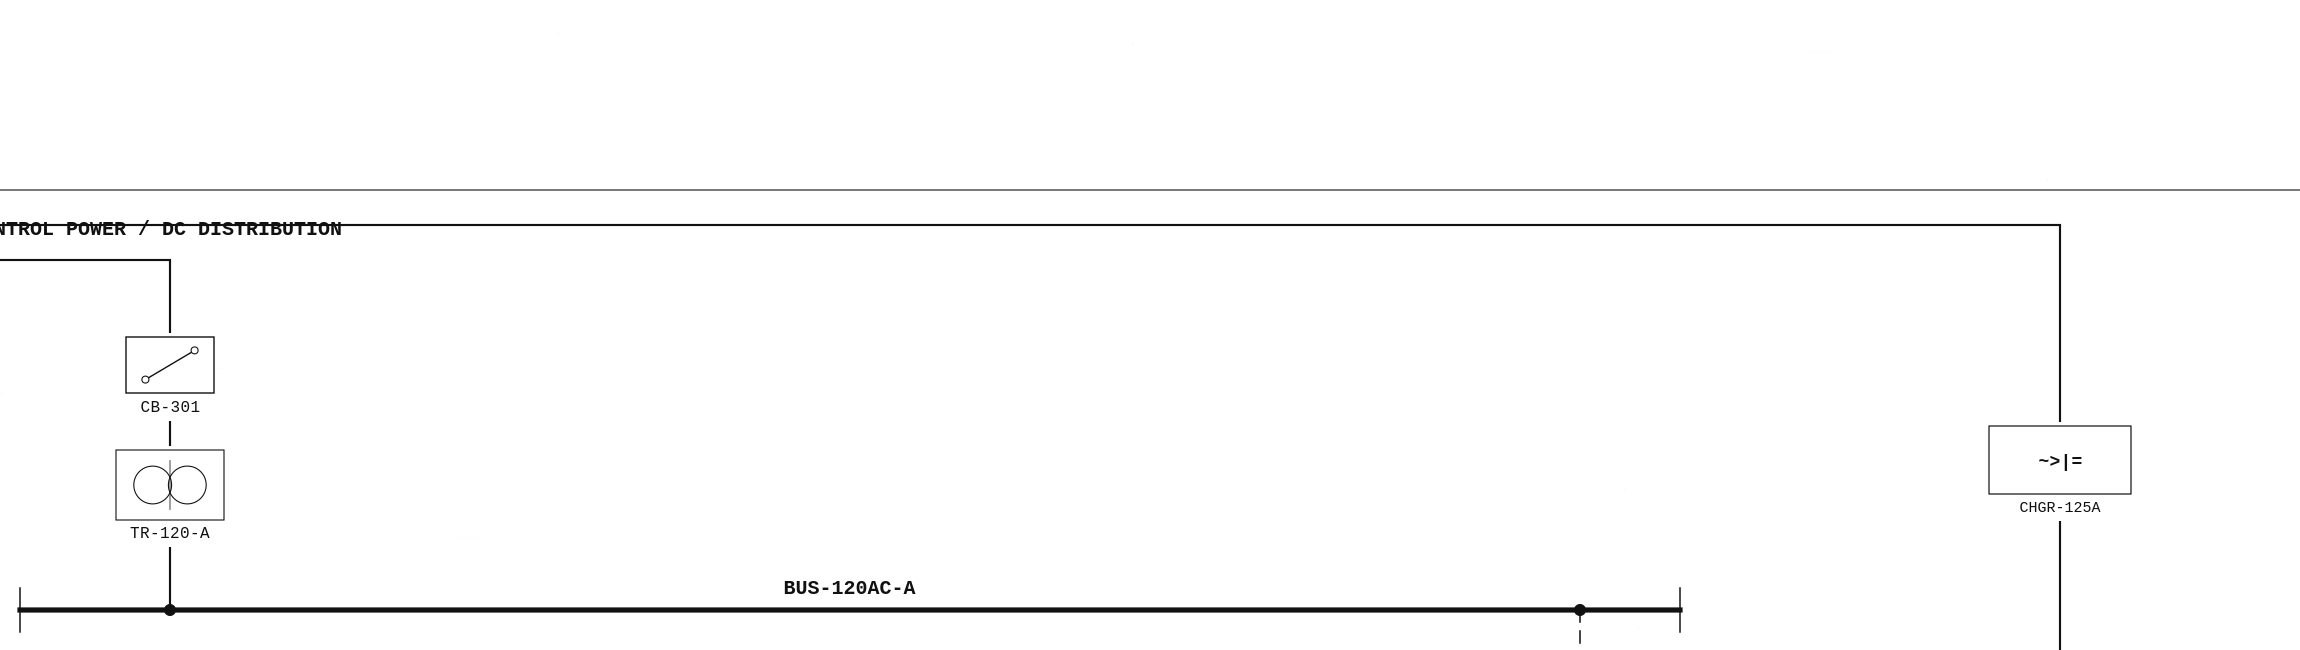 NTROL POWER / DC DISTRIBUTION
CB-301
TR-120-A
~>|=
CHGR-125A
BUS-120AC-A